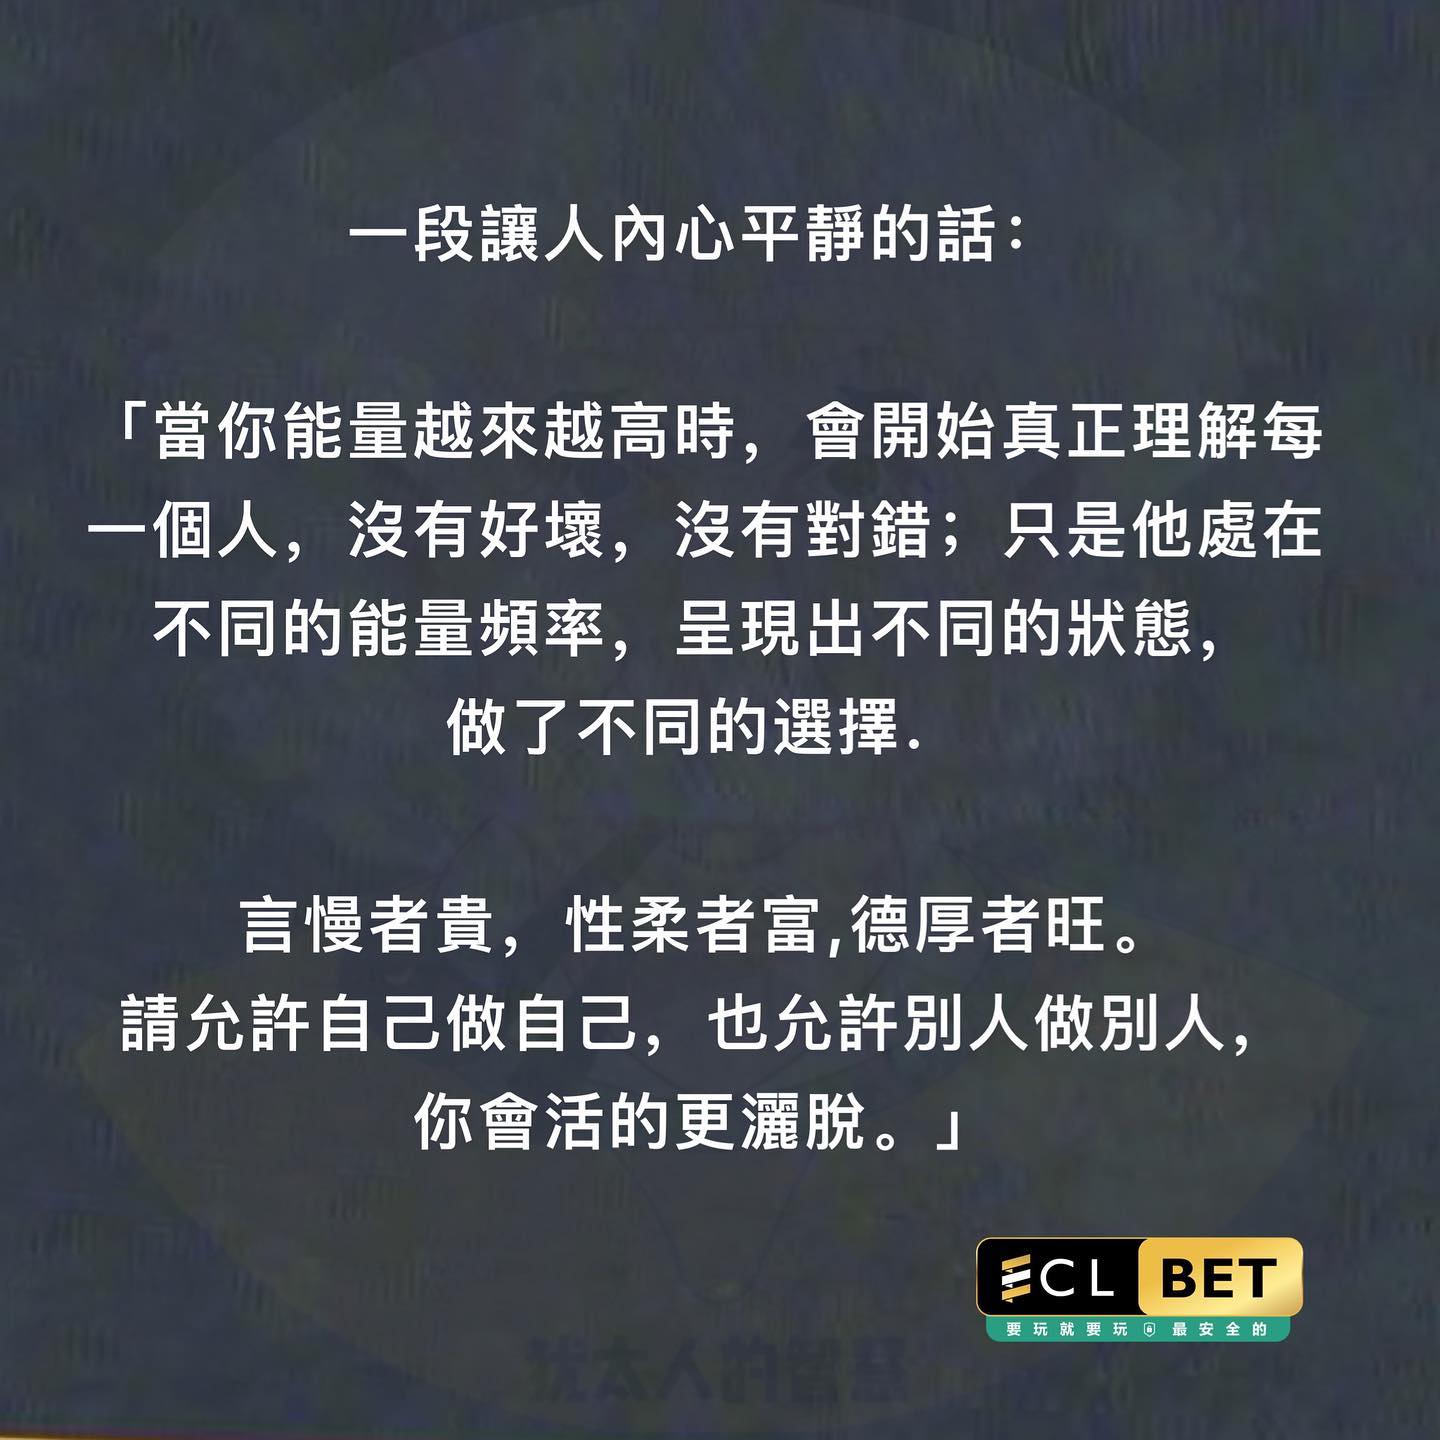 一段讓人內心平靜的話：
「當你能量越來越高時，會開始真正理解每
一個人，沒有好壞，沒有對錯；只是他處在
不同的能量頻率，呈現出不同的狀態，
做了不同的選擇.
言慢者貴，性柔者富,德厚者旺。
請允許自己做自己，也允許別人做別人，
你會活的更灑脫。」
ECL BET
要玩就要玩 最安全的
犹太人的智慧